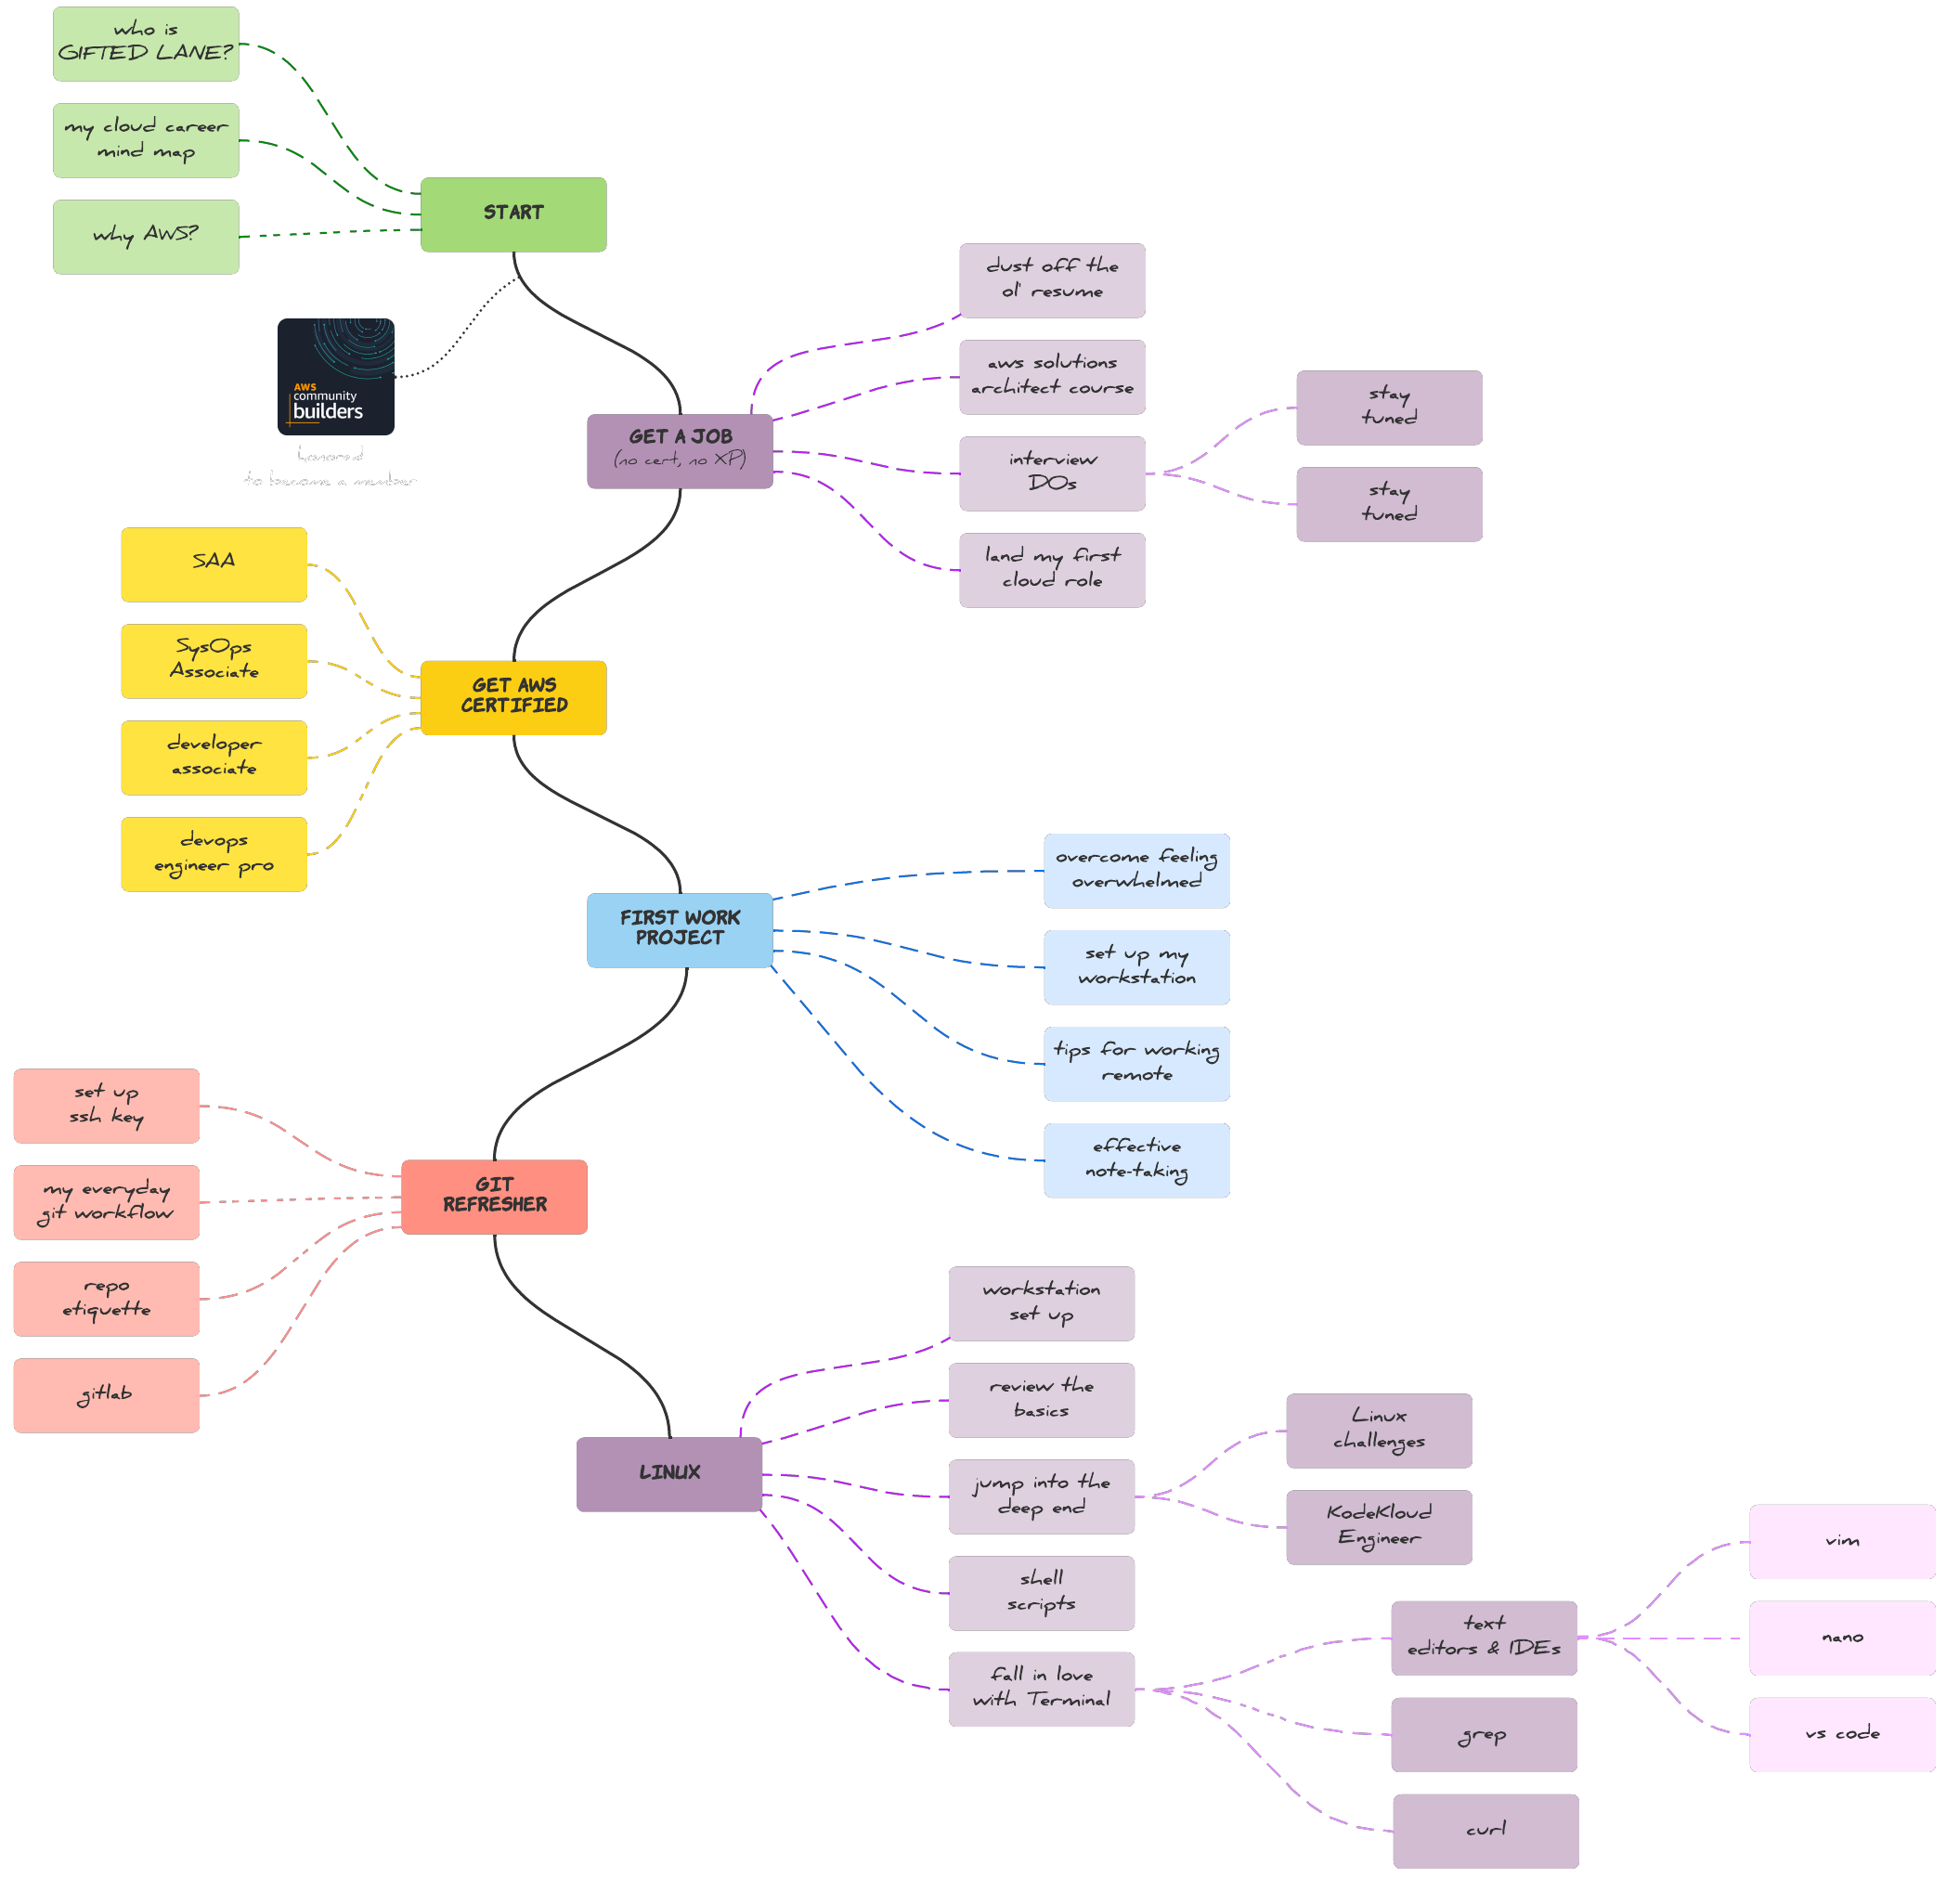 who is
GIFTED LANE?
my cloud career
mind map
why AWS?
START
AWS
community
builders
honored
to become a member
dust off the
ol' resume
aws solutions
architect course
GET A JOB
(no cert, no XP)
interview
DOs
stay
tuned
stay
tuned
land my first
cloud role
SAA
SysOps
Associate
developer
associate
devops
engineer pro
GET AWS
CERTIFIED
FIRST WORK
PROJECT
overcome feeling
overwhelmed
set up my
workstation
tips for working
remote
effective
note-taking
set up
ssh key
my everyday
git workflow
repo
etiquette
gitlab
GIT
REFRESHER
LINUX
workstation
set up
review the
basics
jump into the
deep end
Linux
challenges
KodeKloud
Engineer
shell
scripts
fall in love
with Terminal
text
editors & IDEs
grep
curl
vim
nano
vs code